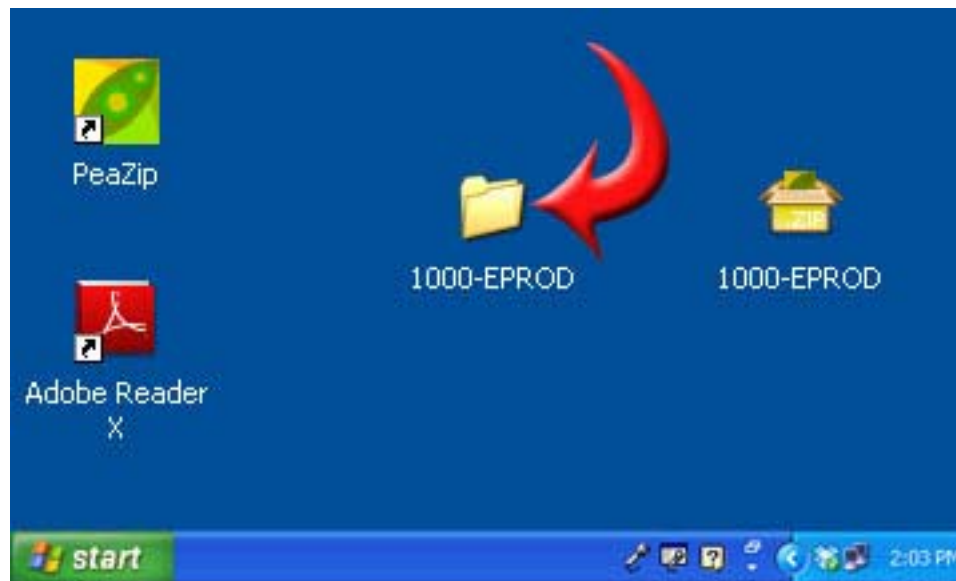 PeaZip
1000-EPROD
.ZIP
1000-EPROD
Adobe Reader
X
start
2:03 PM